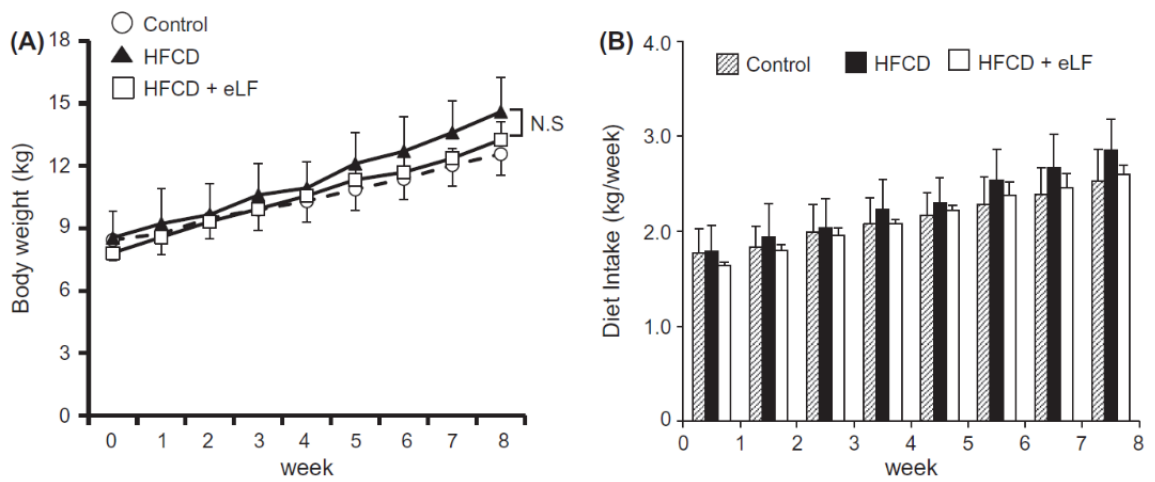 (A)
Control
HFCD
HFCD + eLF
Body weight (kg)
18
15
12
9
6
3
0
N.S
0 1 2 3 4 5 6 7 8
week
(B)
Control HFCD HFCD + eLF
Diet Intake (kg/week)
4.0
3.0
2.0
1.0
0
0 1 2 3 4 5 6 7 8
week